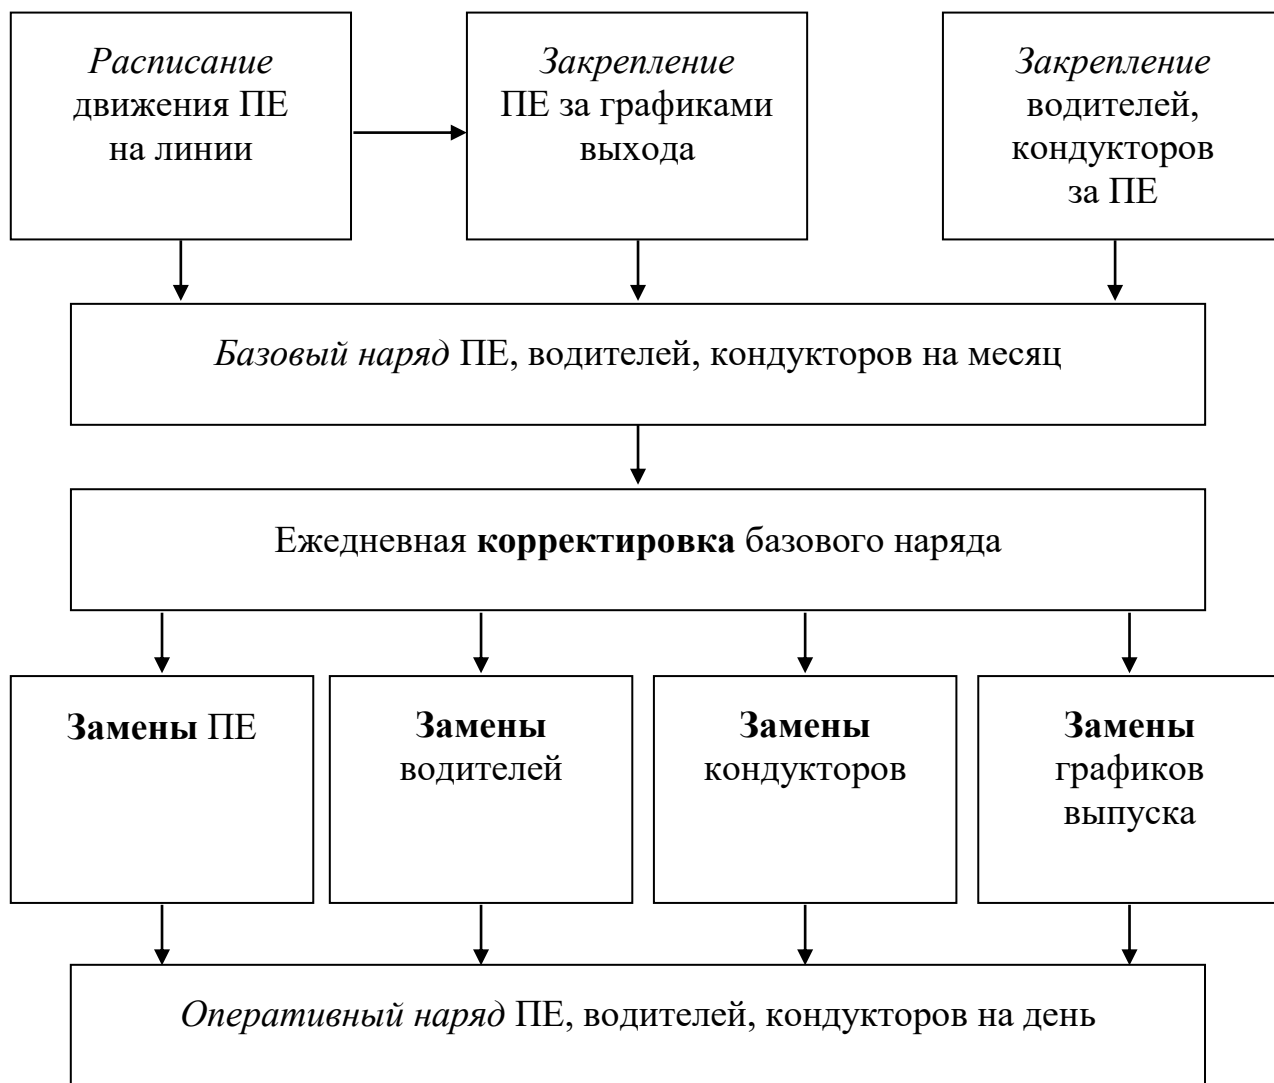 Расписание
движения ПЕ
на линии
Закрепление
ПЕ за графиками
выхода
Закрепление
водителей,
кондукторов
за ПЕ
Базовый наряд ПЕ, водителей, кондукторов на месяц
Ежедневная корректировка базового наряда
Замены ПЕ
Замены
водителей
Замены
кондукторов
Замены
графиков
выпуска
Оперативный наряд ПЕ, водителей, кондукторов на день